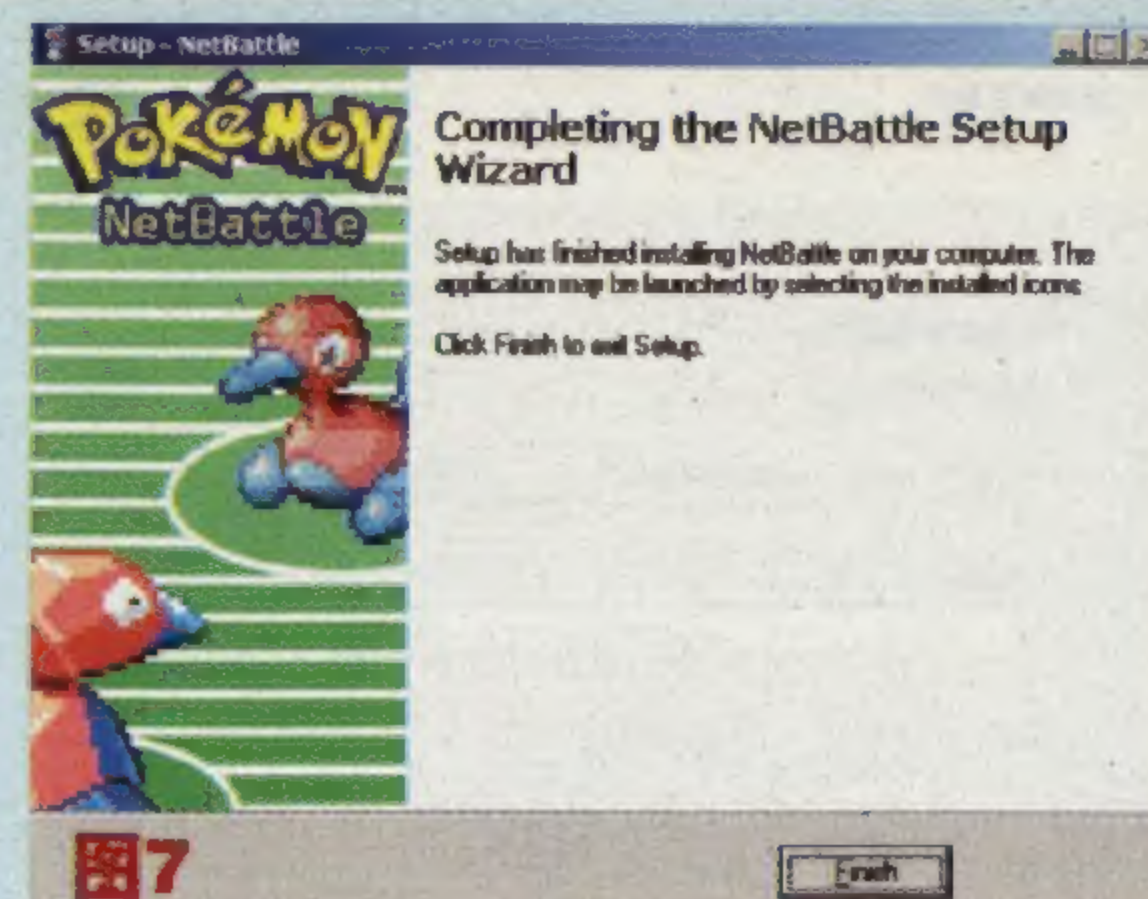 Setup - NetBattle
POKéMON
NetBattle
Completing the NetBattle Setup
Wizard
Setup has finished installing NetBattle on your computer. The
application may be launched by selecting the installed icons
Click Finish to exit Setup.
图7
Finish